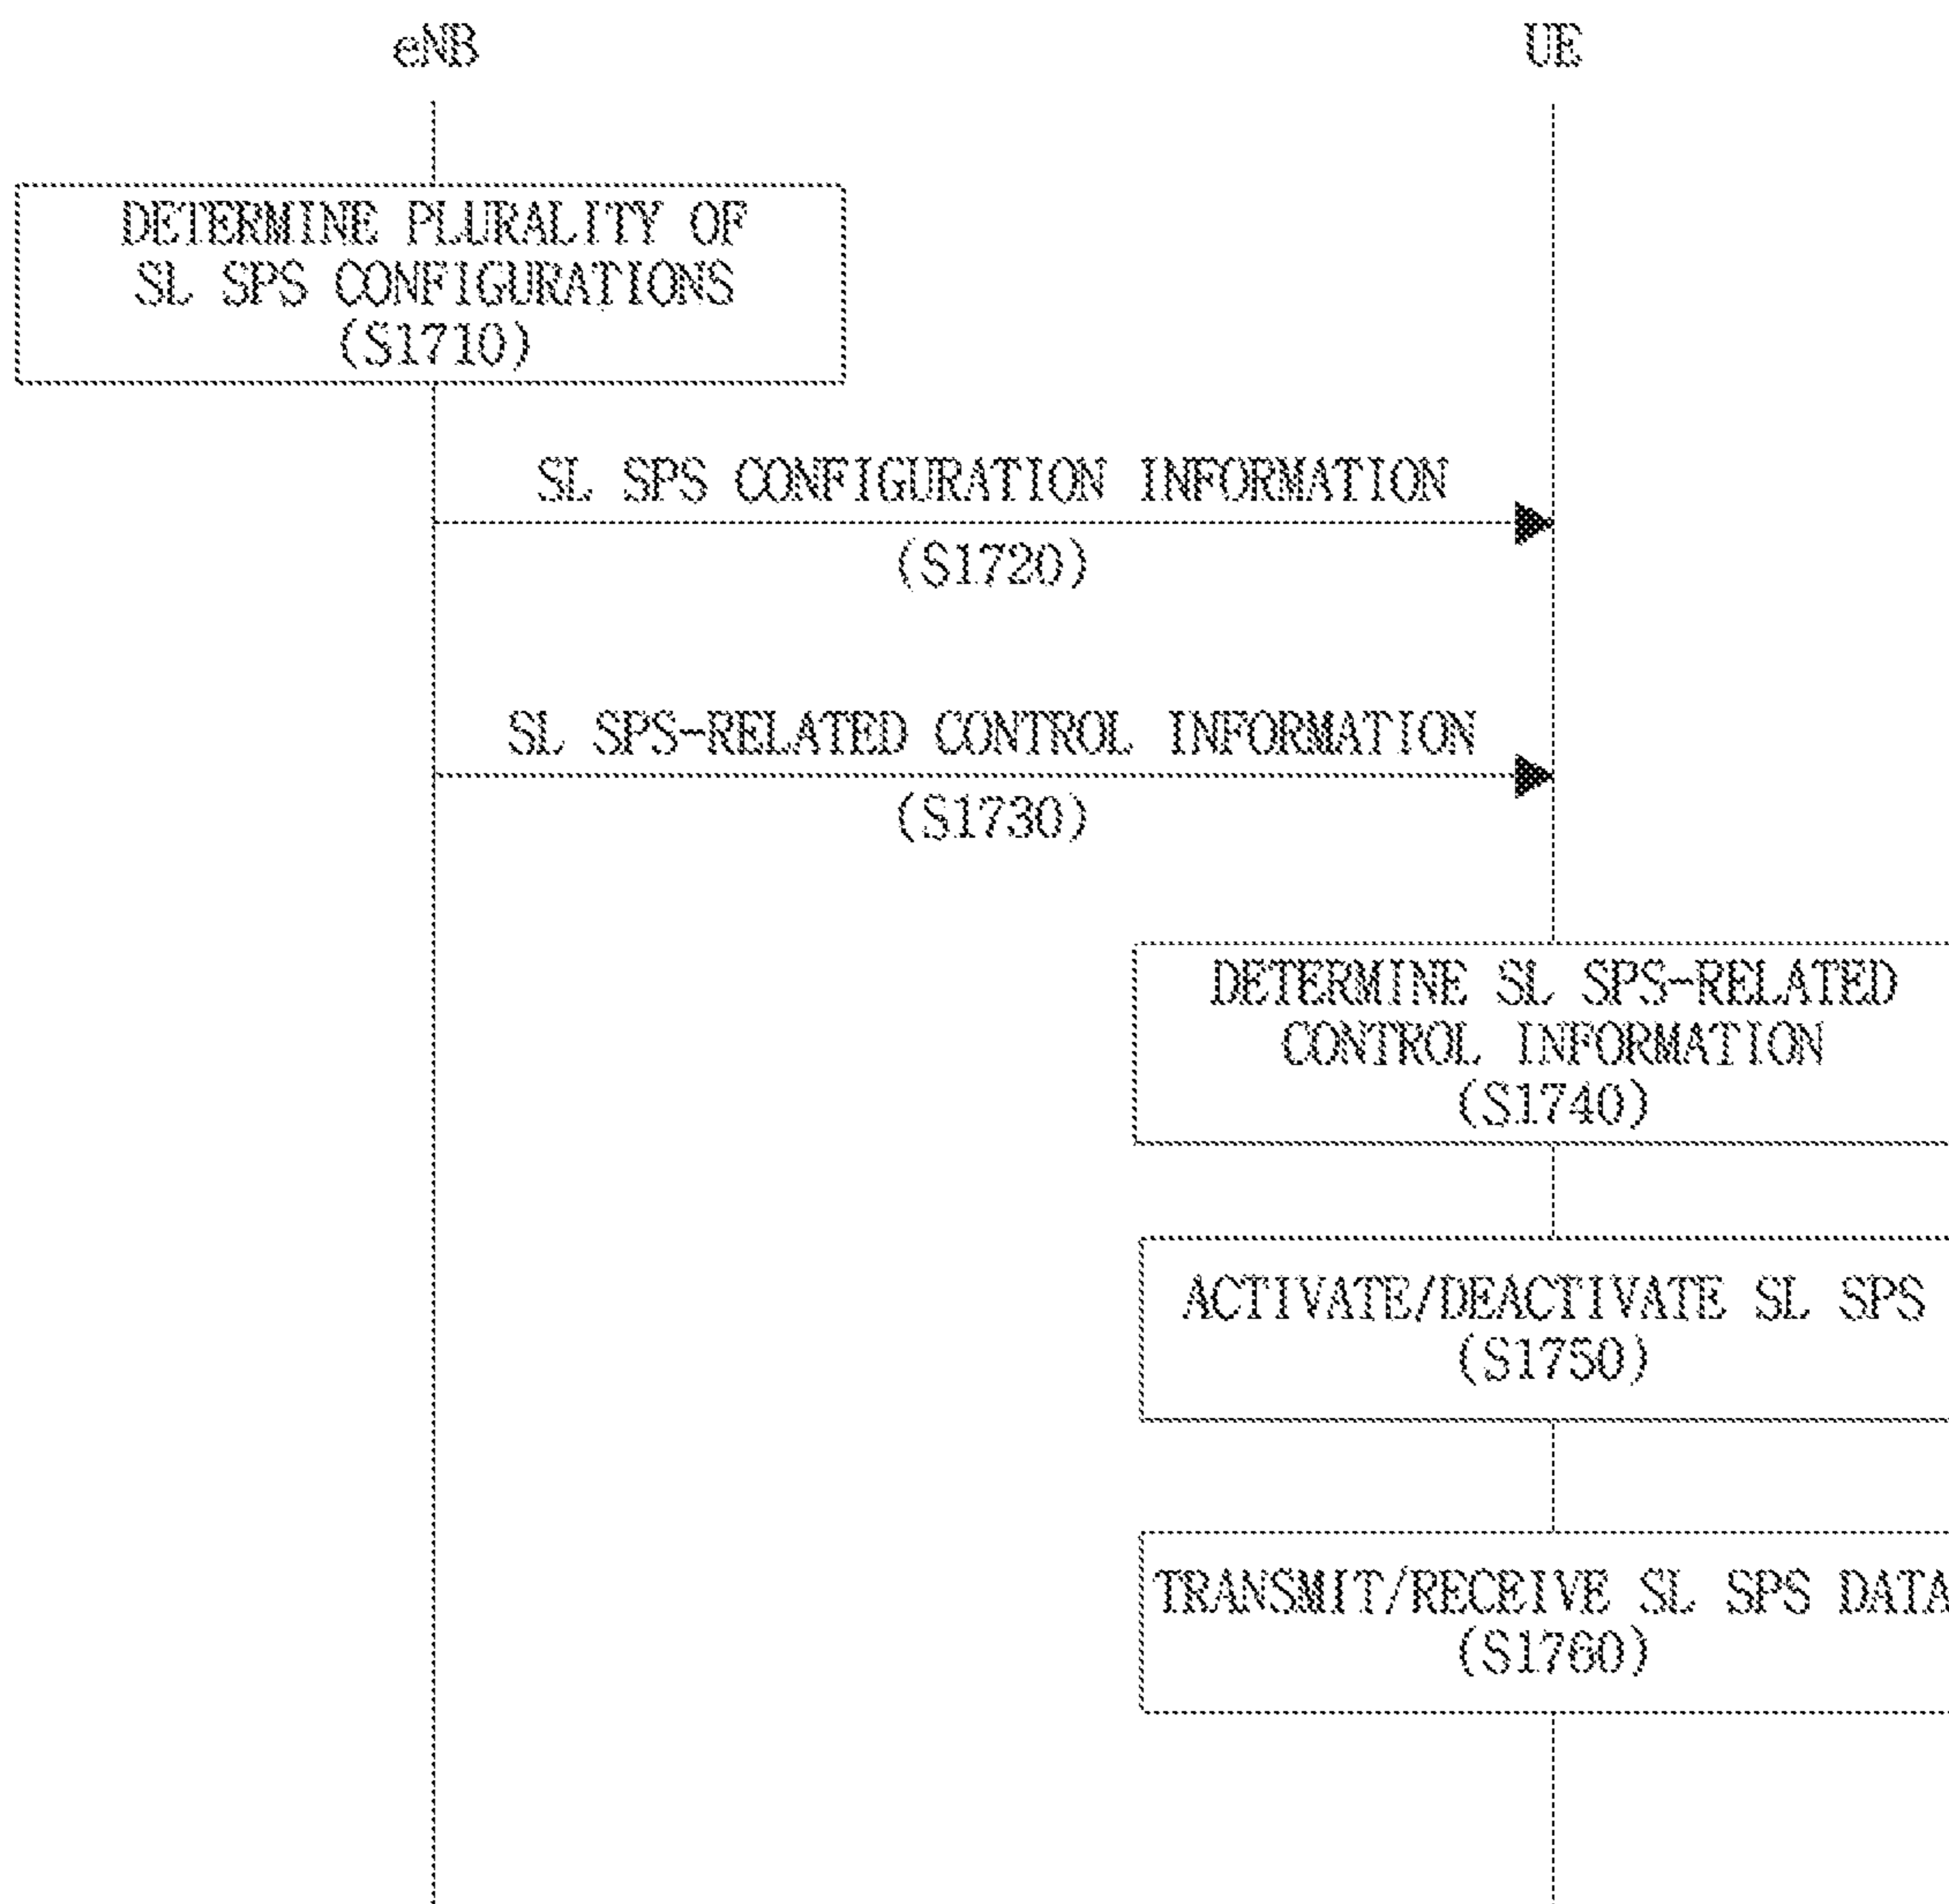 eNB
UE
DETERMINE PLURALITY OF
SL SPS CONFIGURATIONS
(S1710)
SL SPS CONFIGURATION INFORMATION
(S1720)
SL SPS-RELATED CONTROL INFORMATION
(S1730)
DETERMINE SL SPS-RELATED
CONTROL INFORMATION
(S1740)
ACTIVATE/DEACTIVATE SL SPS
(S1750)
TRANSMIT/RECEIVE SL SPS DATA
(S1760)